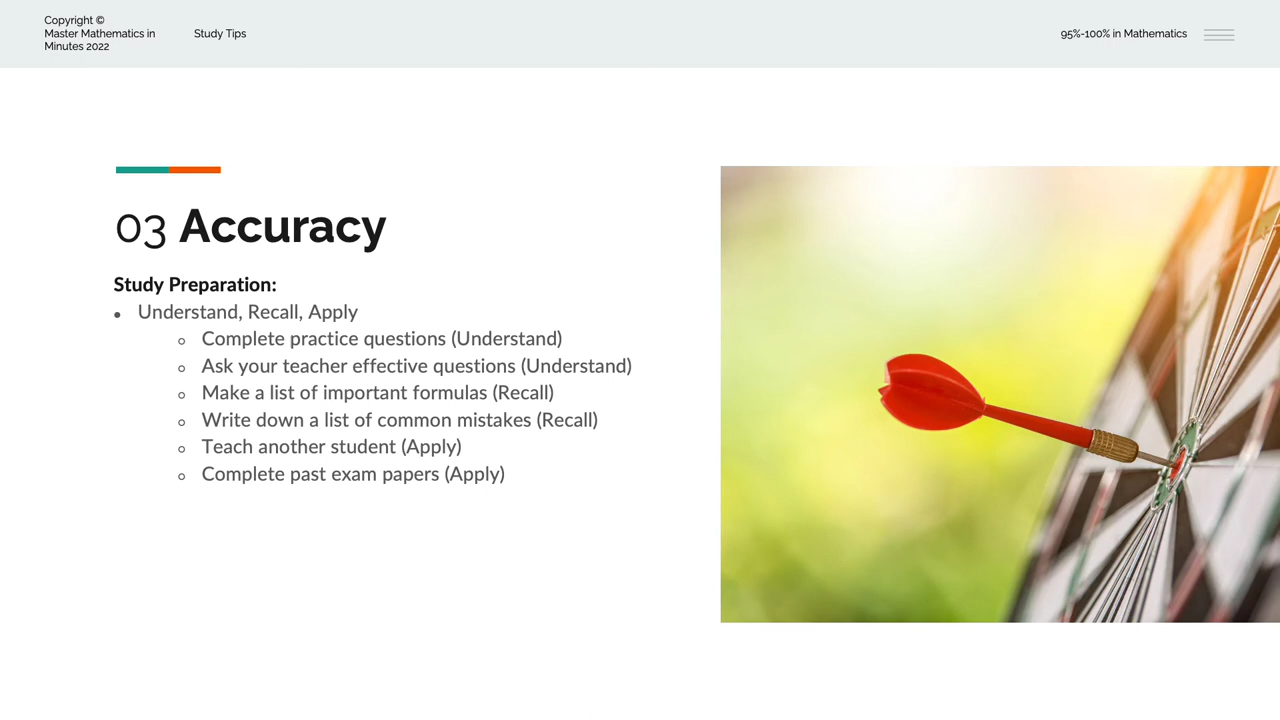 Copyright ©
Master Mathematics in
Minutes 2022
Study Tips
95%-100% in Mathematics
03 Accuracy
Study Preparation:
● Understand, Recall, Apply
○ Complete practice questions (Understand)
○ Ask your teacher effective questions (Understand)
○ Make a list of important formulas (Recall)
○ Write down a list of common mistakes (Recall)
○ Teach another student (Apply)
○ Complete past exam papers (Apply)